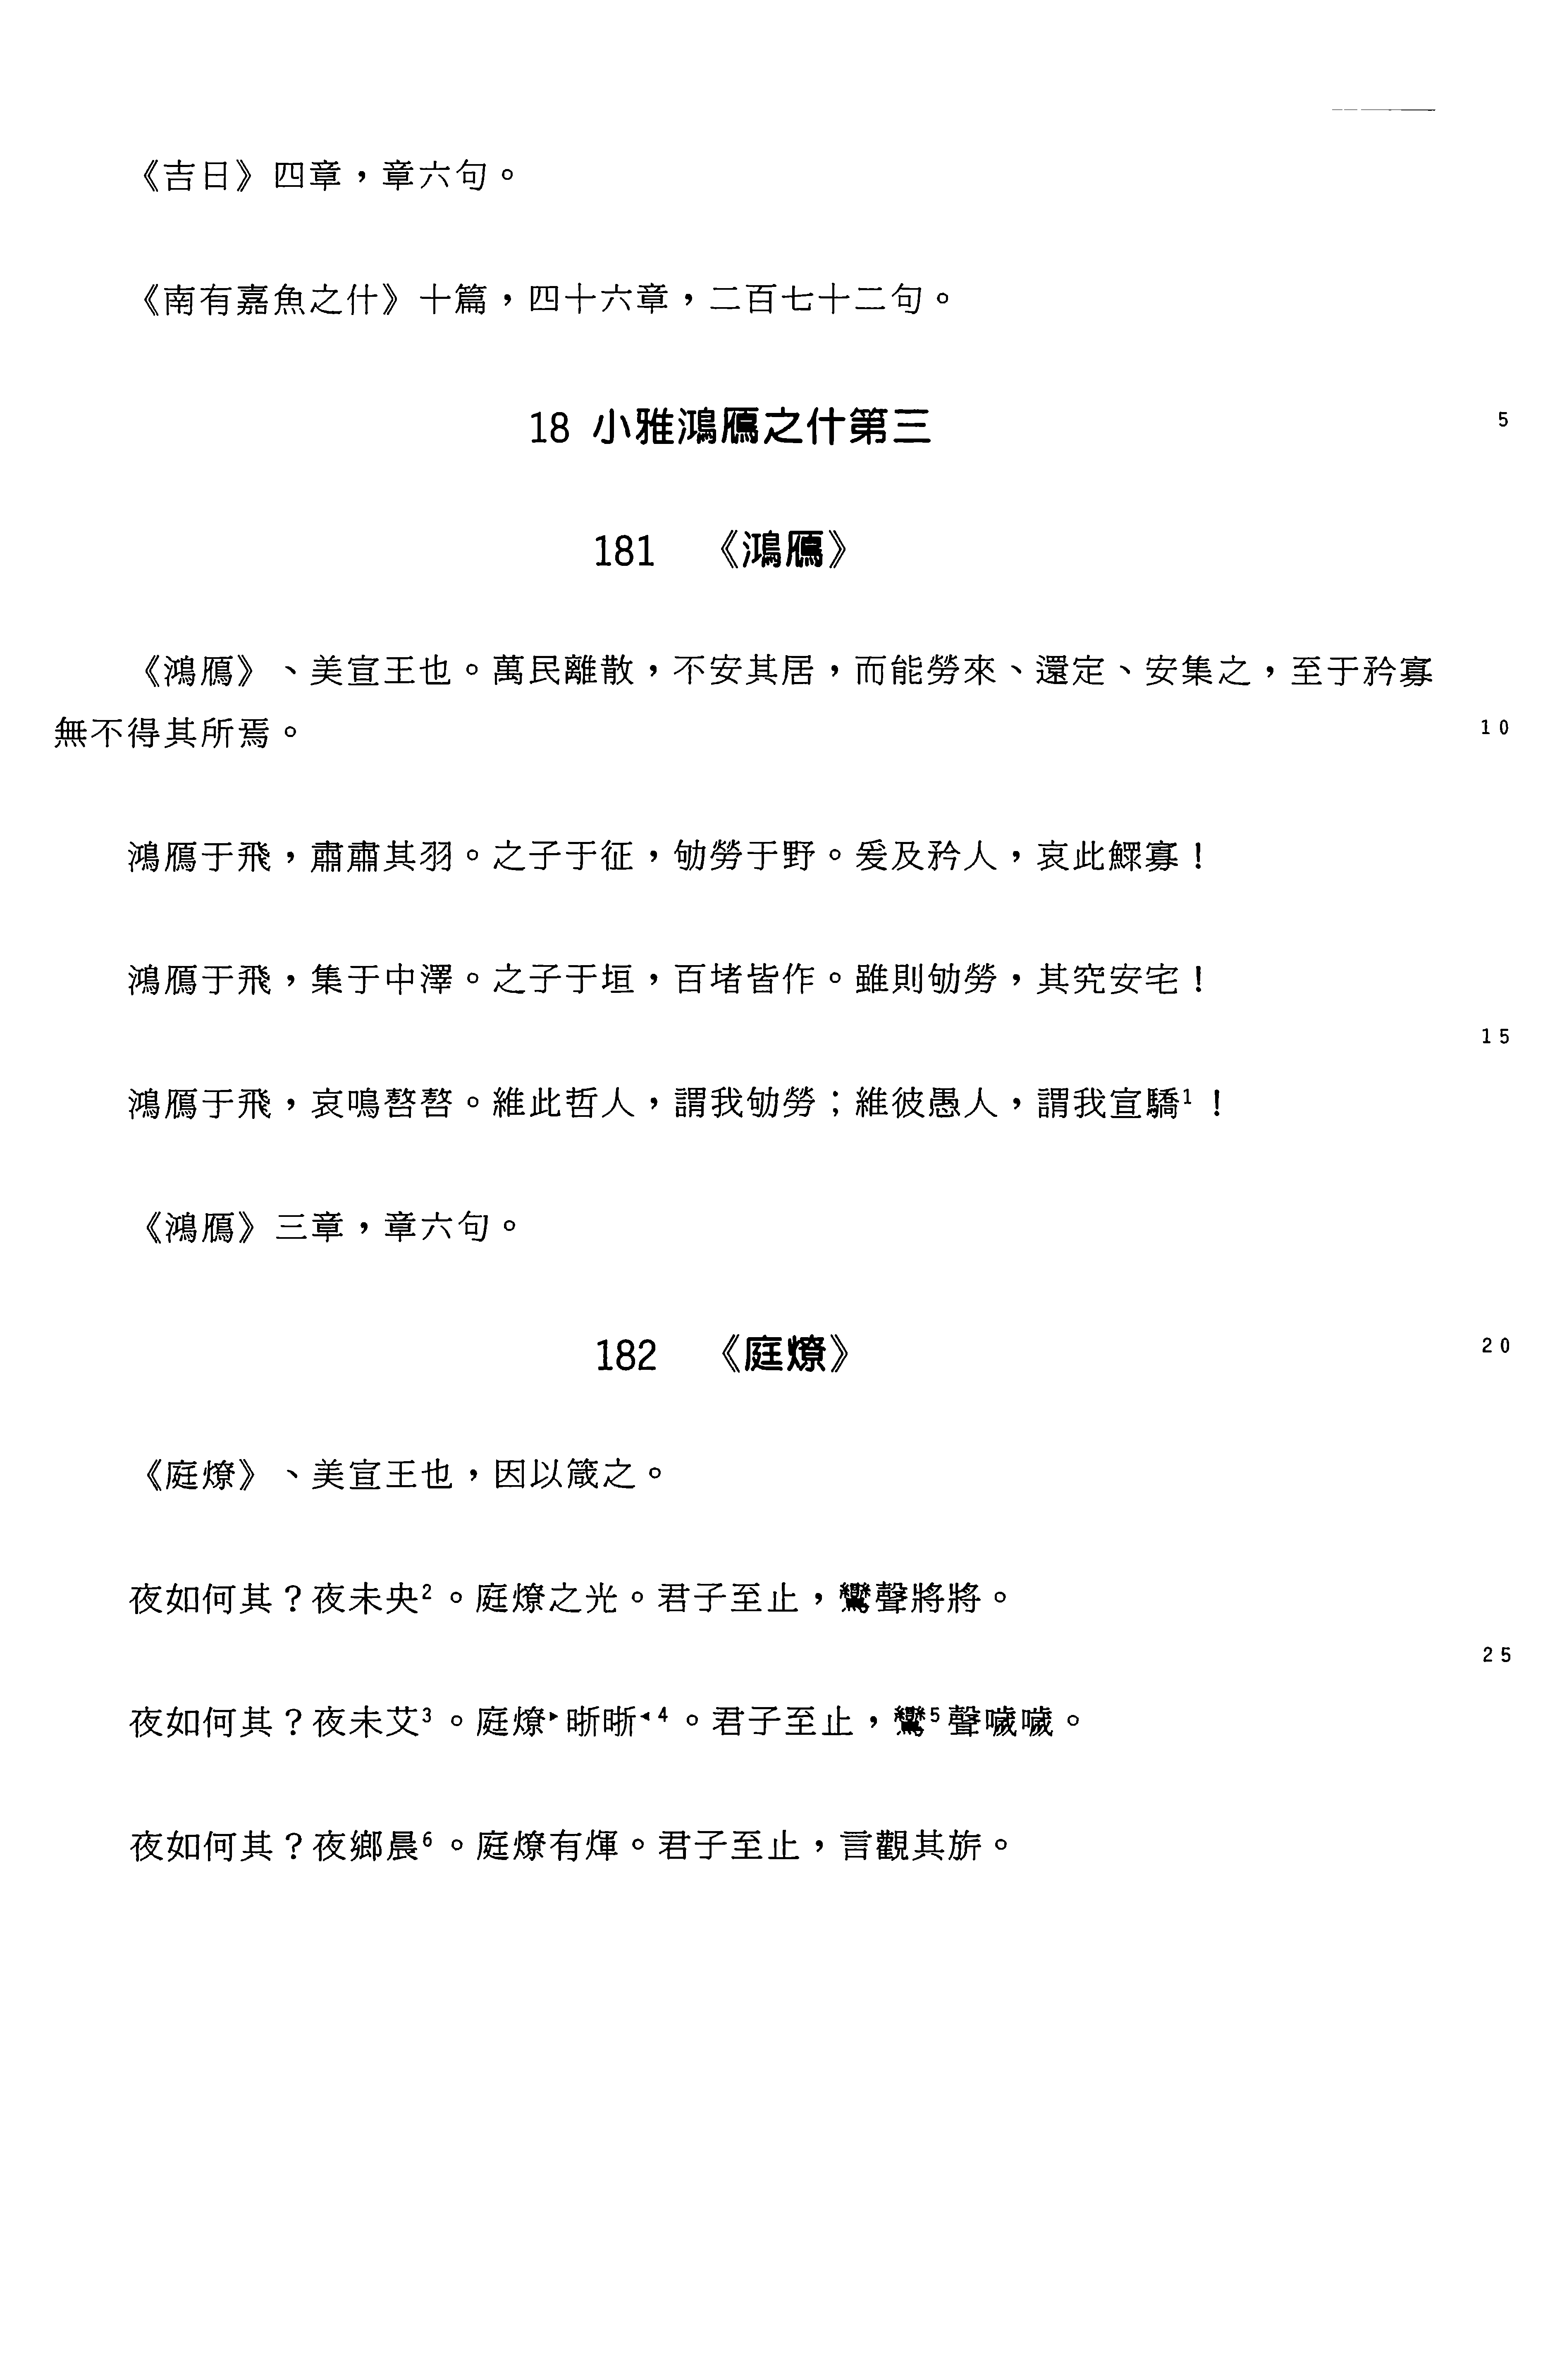 《吉日》四章，章六句。
《南有嘉魚之什》十篇，四十六章，二百七十二句。
18 小雅鴻鴈之什第三
5
181 《鴻鴈》
《鴻鴈》、美宣王也。萬民離散，不安其居，而能勞來、還定、安集之，至于矜寡
無不得其所焉。
10
鴻鴈于飛，肅肅其羽。之子于征，劬勞于野。爰及矜人，哀此鰥寡！
鴻鴈于飛，集于中澤。之子于垣，百堵皆作。雖則劬勞，其究安宅！
15
鴻鴈于飛，哀鳴嗸嗸。維此哲人，謂我劬勞；維彼愚人，謂我宣驕1！
《鴻鴈》三章，章六句。
182 《庭燎》
20
《庭燎》、美宣王也，因以箴之。
夜如何其？夜未央2。庭燎之光。君子至止，鸞聲將將。
25
夜如何其？夜未艾3。庭燎▸晣晣◂4。君子至止，鸞5聲噦噦。
夜如何其？夜鄉晨6。庭燎有煇。君子至止，言觀其旂。